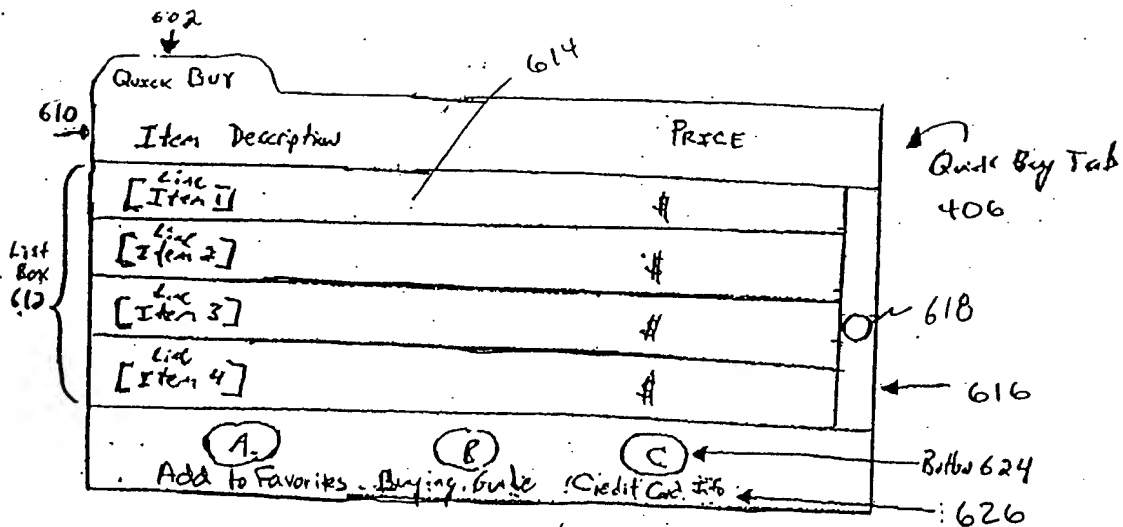 602
Quick Buy
614
610
Item Description
PRICE
Quick Buy Tab
406
List
Box
612
[Line
Item 1]
$
[Line
Item 2]
$
[Line
Item 3]
$
618
[Line
Item 4]
$
616
A.
B
C
Button 624
Add to Favorites
Buying Guide
Credit Card Info
626